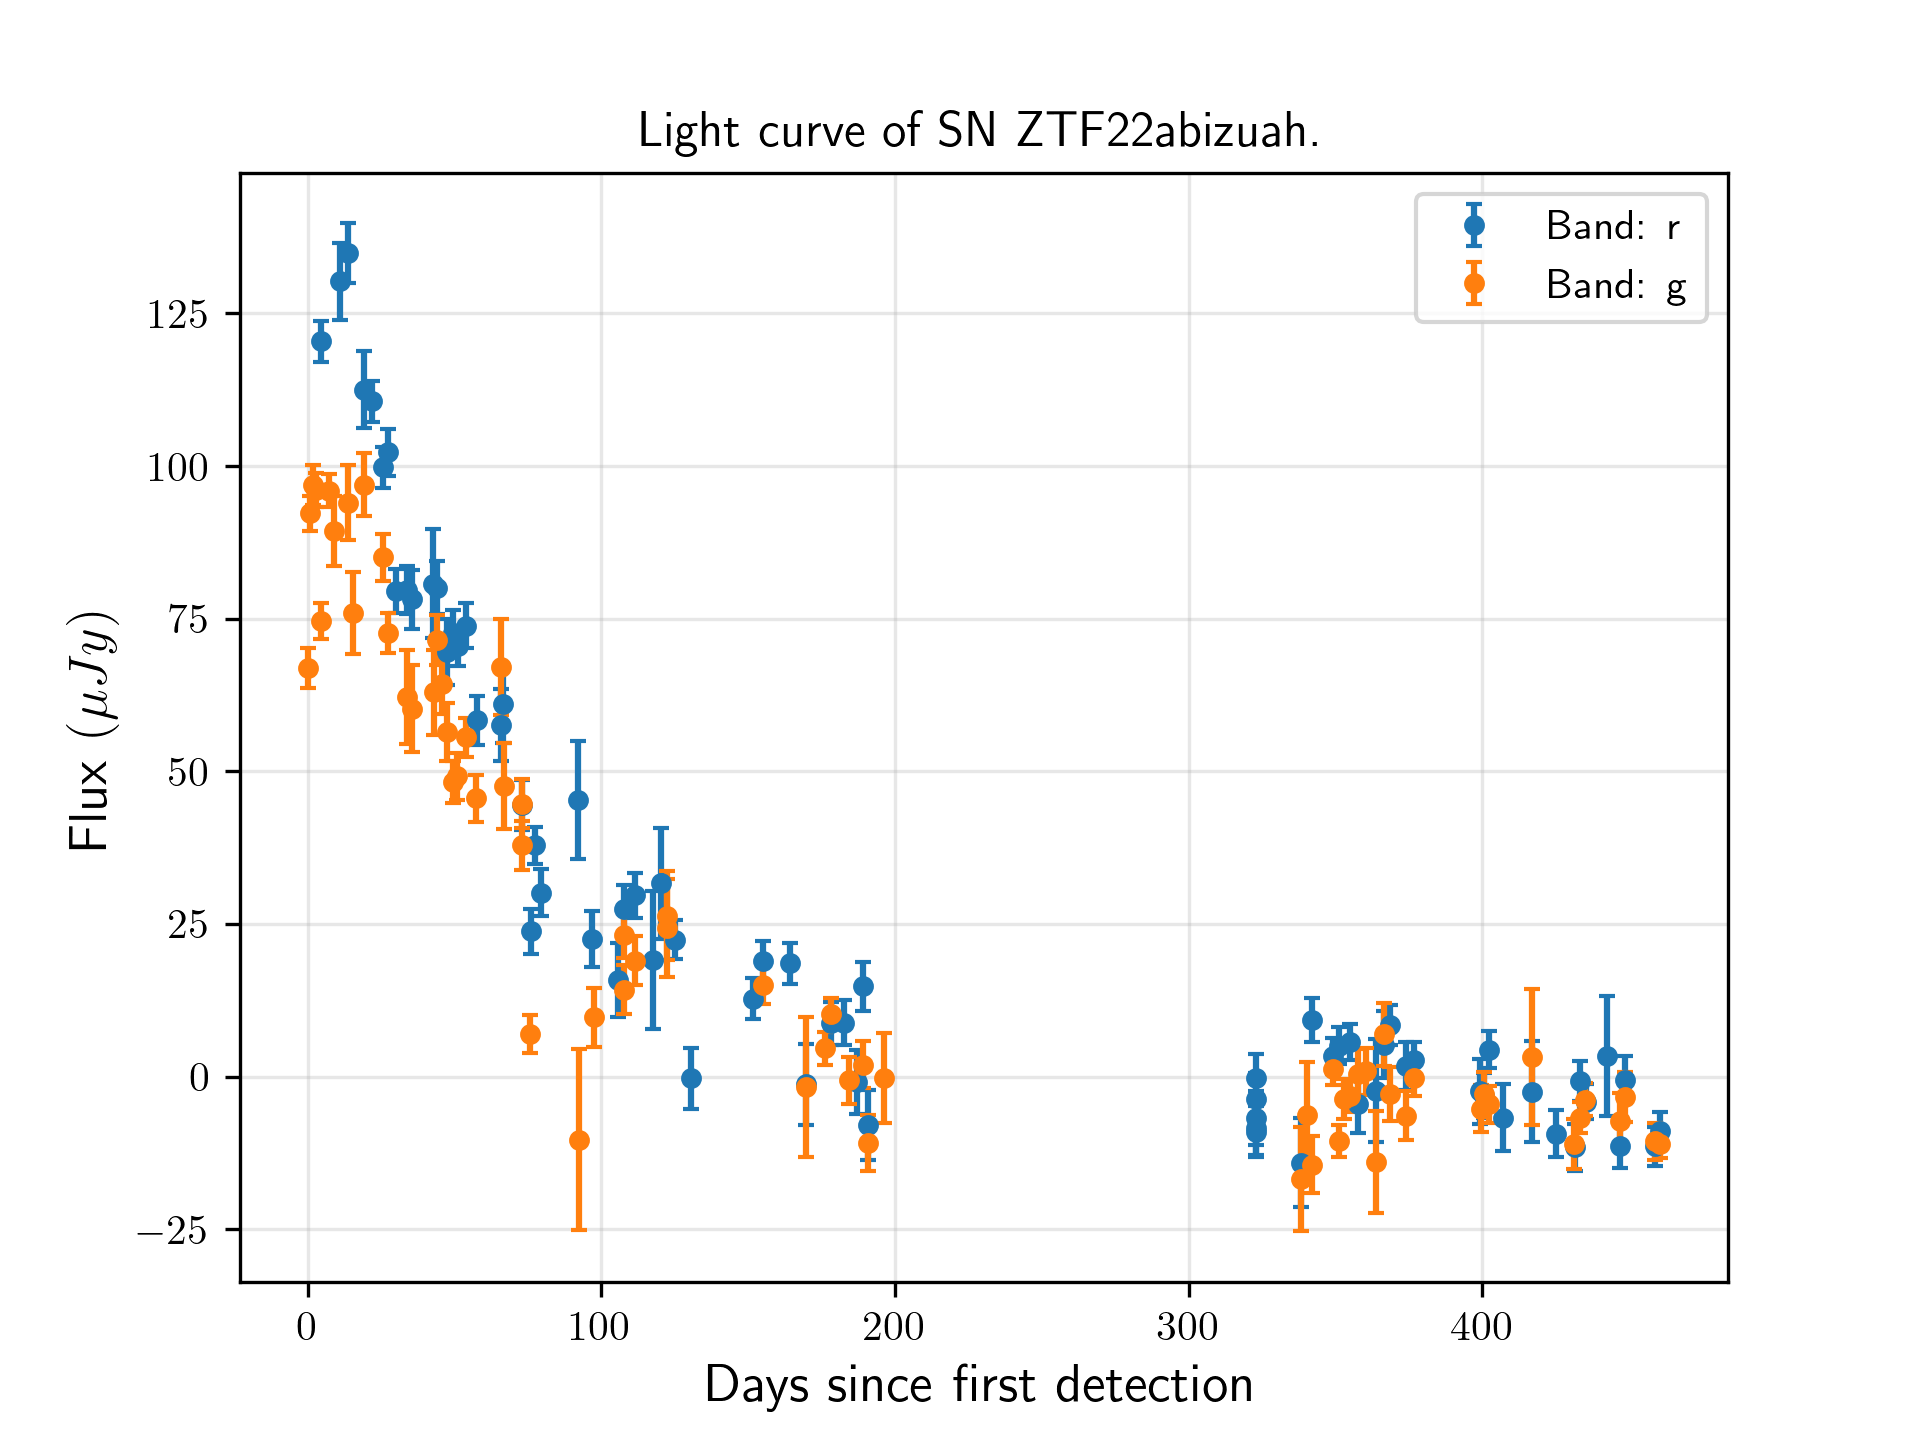 Light curve of SN ZTF22abizuah.
Band: r
Band: g
Flux (μJy)
125
100
75
50
25
0
−25
0 100 200 300 400
Days since first detection